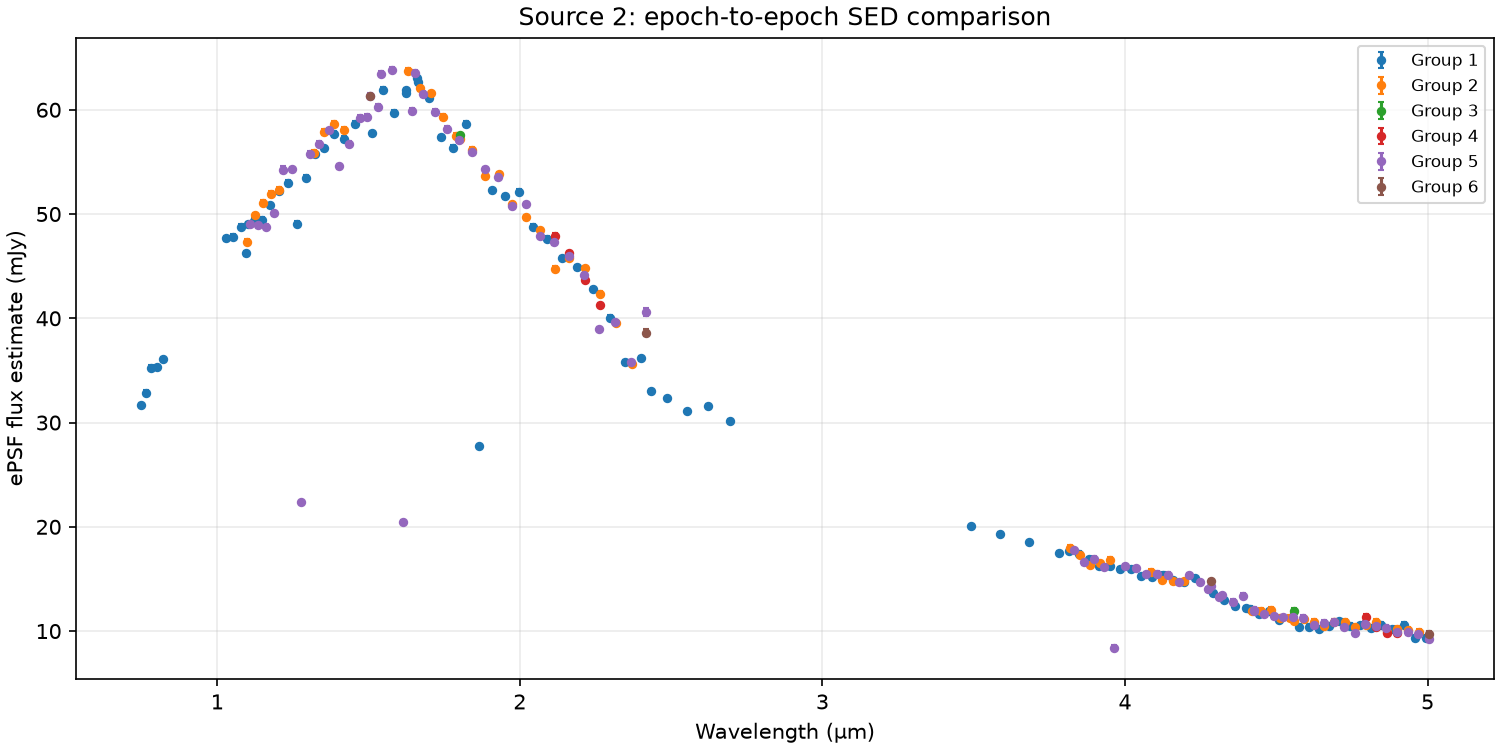 Source 2: epoch-to-epoch SED comparison
ePSF flux estimate (mJy)
60
50
40
30
20
10
1
2
3
4
5
Wavelength (μm)
Group 1
Group 2
Group 3
Group 4
Group 5
Group 6